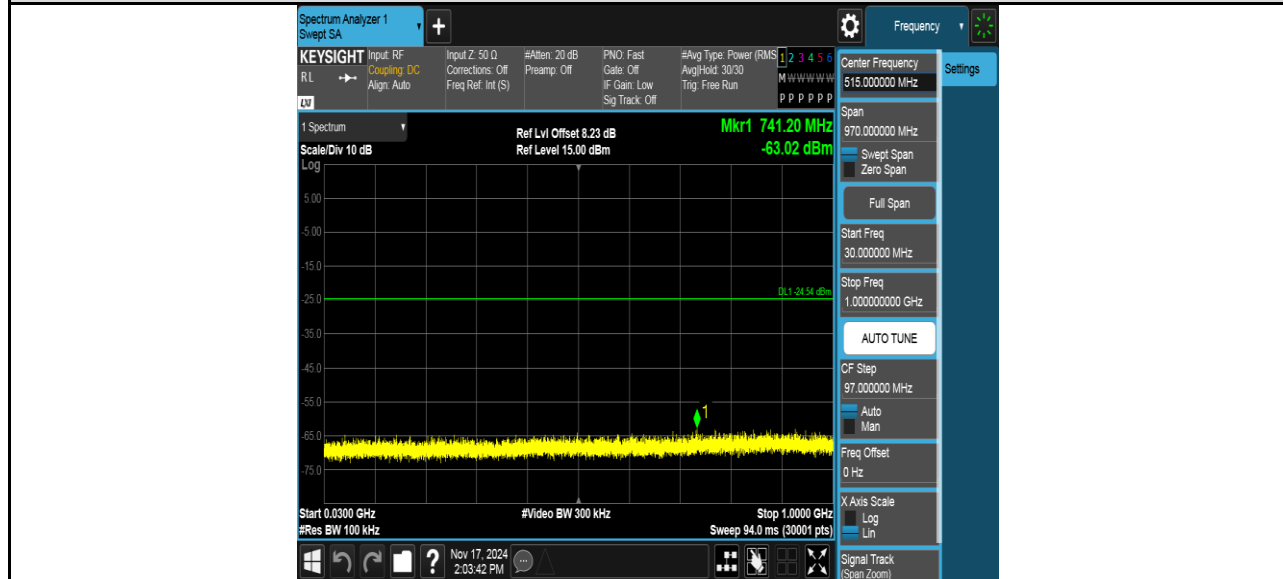 Spectrum Analyzer 1
Swept SA
+
Frequency
KEYSIGHT
RL
LXI
Input: RF
Coupling: DC
Align: Auto
Input Z: 50 Ω
Corrections: Off
Freq Ref: Int (S)
#Atten: 20 dB
Preamp: Off
PNO: Fast
Gate: Off
IF Gain: Low
Sig Track: Off
#Avg Type: Power (RMS
Avg|Hold: 30/30
Trig: Free Run
1 2 3 4 5 6
M W W W W W
P P P P P P
1 Spectrum
Scale/Div 10 dB
Ref Lvl Offset 8.23 dB
Ref Level 15.00 dBm
Mkr1 741.20 MHz
-63.02 dBm
Log
5.00
-5.00
-15.0
-25.0
DL1 -24.54 dBm
-35.0
-45.0
-55.0
1
-65.0
-75.0
Start 0.0300 GHz
#Res BW 100 kHz
#Video BW 300 kHz
Stop 1.0000 GHz
Sweep 94.0 ms (30001 pts)
?
Nov 17, 2024
2:03:42 PM
Center Frequency
515.000000 MHz
Settings
Span
970.000000 MHz
Swept Span
Zero Span
Full Span
Start Freq
30.000000 MHz
Stop Freq
1.000000000 GHz
AUTO TUNE
CF Step
97.000000 MHz
Auto
Man
Freq Offset
0 Hz
X Axis Scale
Log
Lin
Signal Track
(Span Zoom)